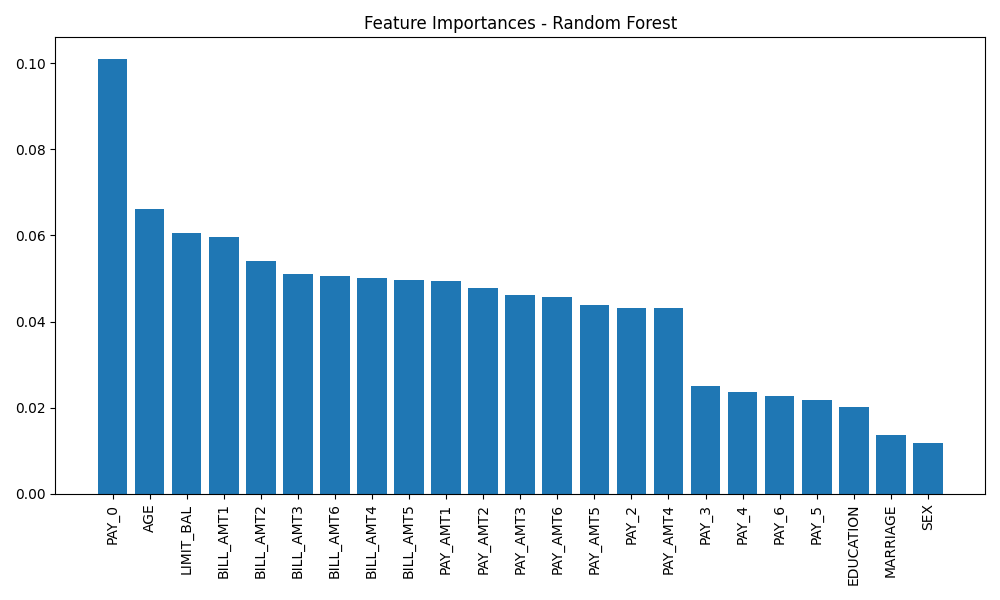 Feature Importances - Random Forest
0.10
0.08
0.06
0.04
0.02
0.00
PAY_0
AGE
LIMIT_BAL
BILL_AMT1
BILL_AMT2
BILL_AMT3
BILL_AMT6
BILL_AMT4
BILL_AMT5
PAY_AMT1
PAY_AMT2
PAY_AMT3
PAY_AMT6
PAY_AMT5
PAY_2
PAY_AMT4
PAY_3
PAY_4
PAY_6
PAY_5
EDUCATION
MARRIAGE
SEX